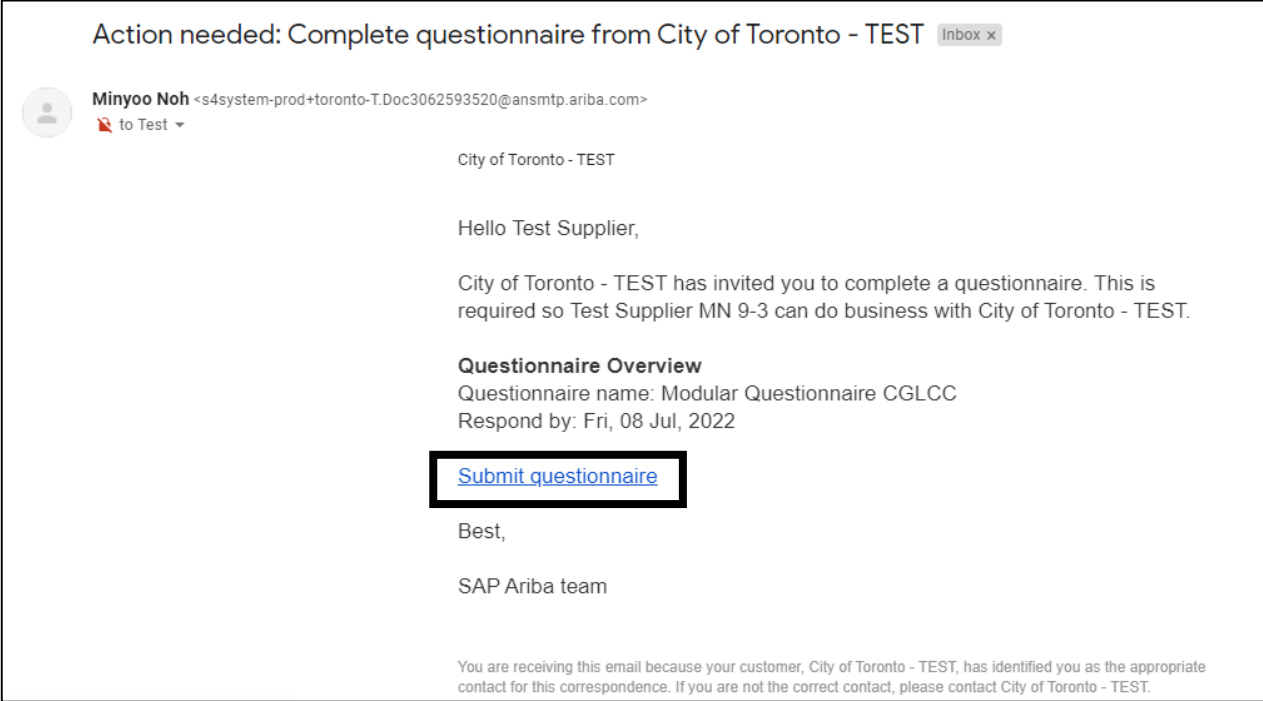 Action needed: Complete questionnaire from City of Toronto - TEST Inbox x
Minyoo Noh <s4system-prod+toronto-T.Doc3062593520@ansmtp.ariba.com>
to Test
City of Toronto - TEST
Hello Test Supplier,
City of Toronto - TEST has invited you to complete a questionnaire. This is
required so Test Supplier MN 9-3 can do business with City of Toronto - TEST.
Questionnaire Overview
Questionnaire name: Modular Questionnaire CGLCC
Respond by: Fri, 08 Jul, 2022
Submit questionnaire
Best,
SAP Ariba team
You are receiving this email because your customer, City of Toronto - TEST, has identified you as the appropriate
contact for this correspondence. If you are not the correct contact, please contact City of Toronto - TEST.